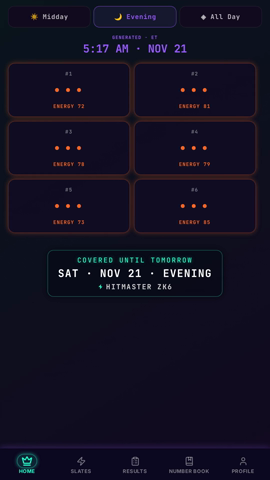 Midday
Evening
All Day
GENERATED · ET
5:17 AM · NOV 21
#1
#2
ENERGY 72
ENERGY 81
#3
#4
ENERGY 78
ENERGY 79
#5
#6
ENERGY 73
ENERGY 85
COVERED UNTIL TOMORROW
SAT · NOV 21 · EVENING
HITMASTER ZK6
HOME
SLATES
RESULTS
NUMBER BOOK
PROFILE